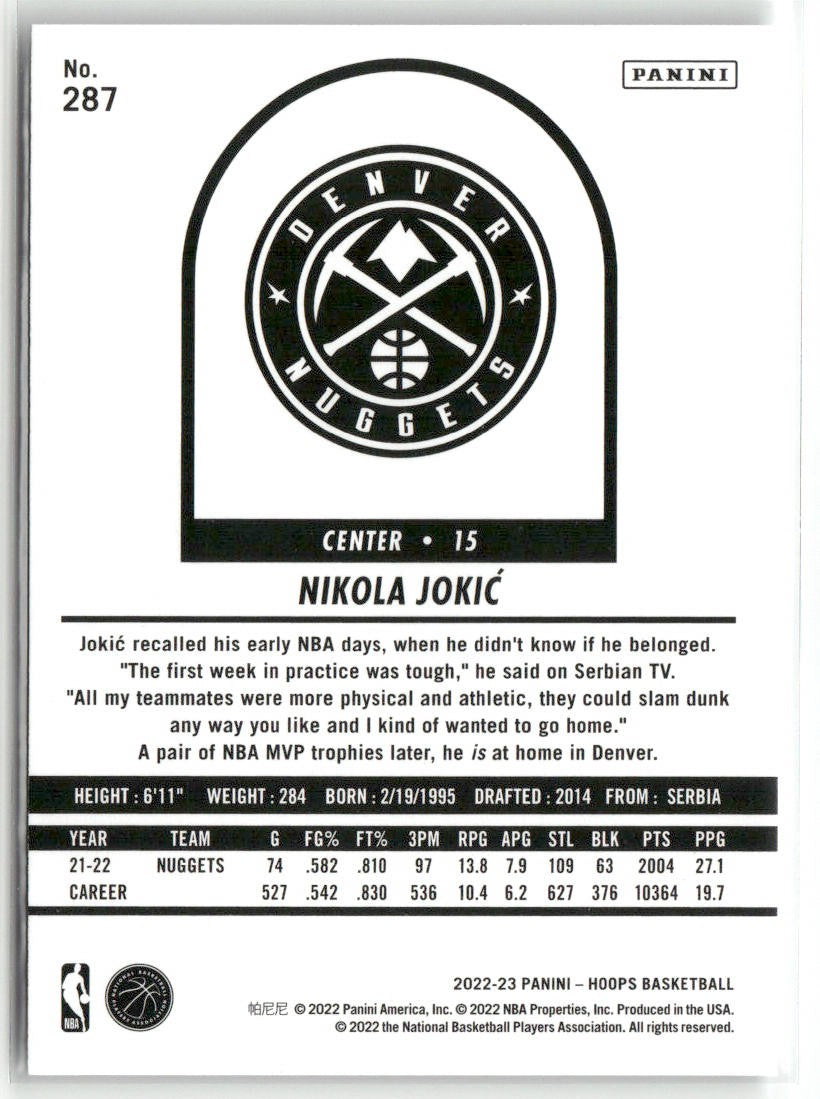 No.
287
PANINI
DENVER
NUGGETS
CENTER • 15
NIKOLA JOKIĆ
Jokić recalled his early NBA days, when he didn't know if he belonged.
"The first week in practice was tough," he said on Serbian TV.
"All my teammates were more physical and athletic, they could slam dunk
any way you like and I kind of wanted to go home."
A pair of NBA MVP trophies later, he is at home in Denver.
HEIGHT : 6'11" WEIGHT : 284 BORN : 2/19/1995 DRAFTED : 2014 FROM : SERBIA
YEAR TEAM G FG% FT% 3PM RPG APG STL BLK PTS PPG
21-22 NUGGETS 74 .582 .810 97 13.8 7.9 109 63 2004 27.1
CAREER 527 .542 .830 536 10.4 6.2 627 376 10364 19.7
NBA
NATIONAL BASKETBALL PLAYERS ASSOCIATION
2022-23 PANINI – HOOPS BASKETBALL
帕尼尼 © 2022 Panini America, Inc. © 2022 NBA Properties, Inc. Produced in the USA.
© 2022 the National Basketball Players Association. All rights reserved.